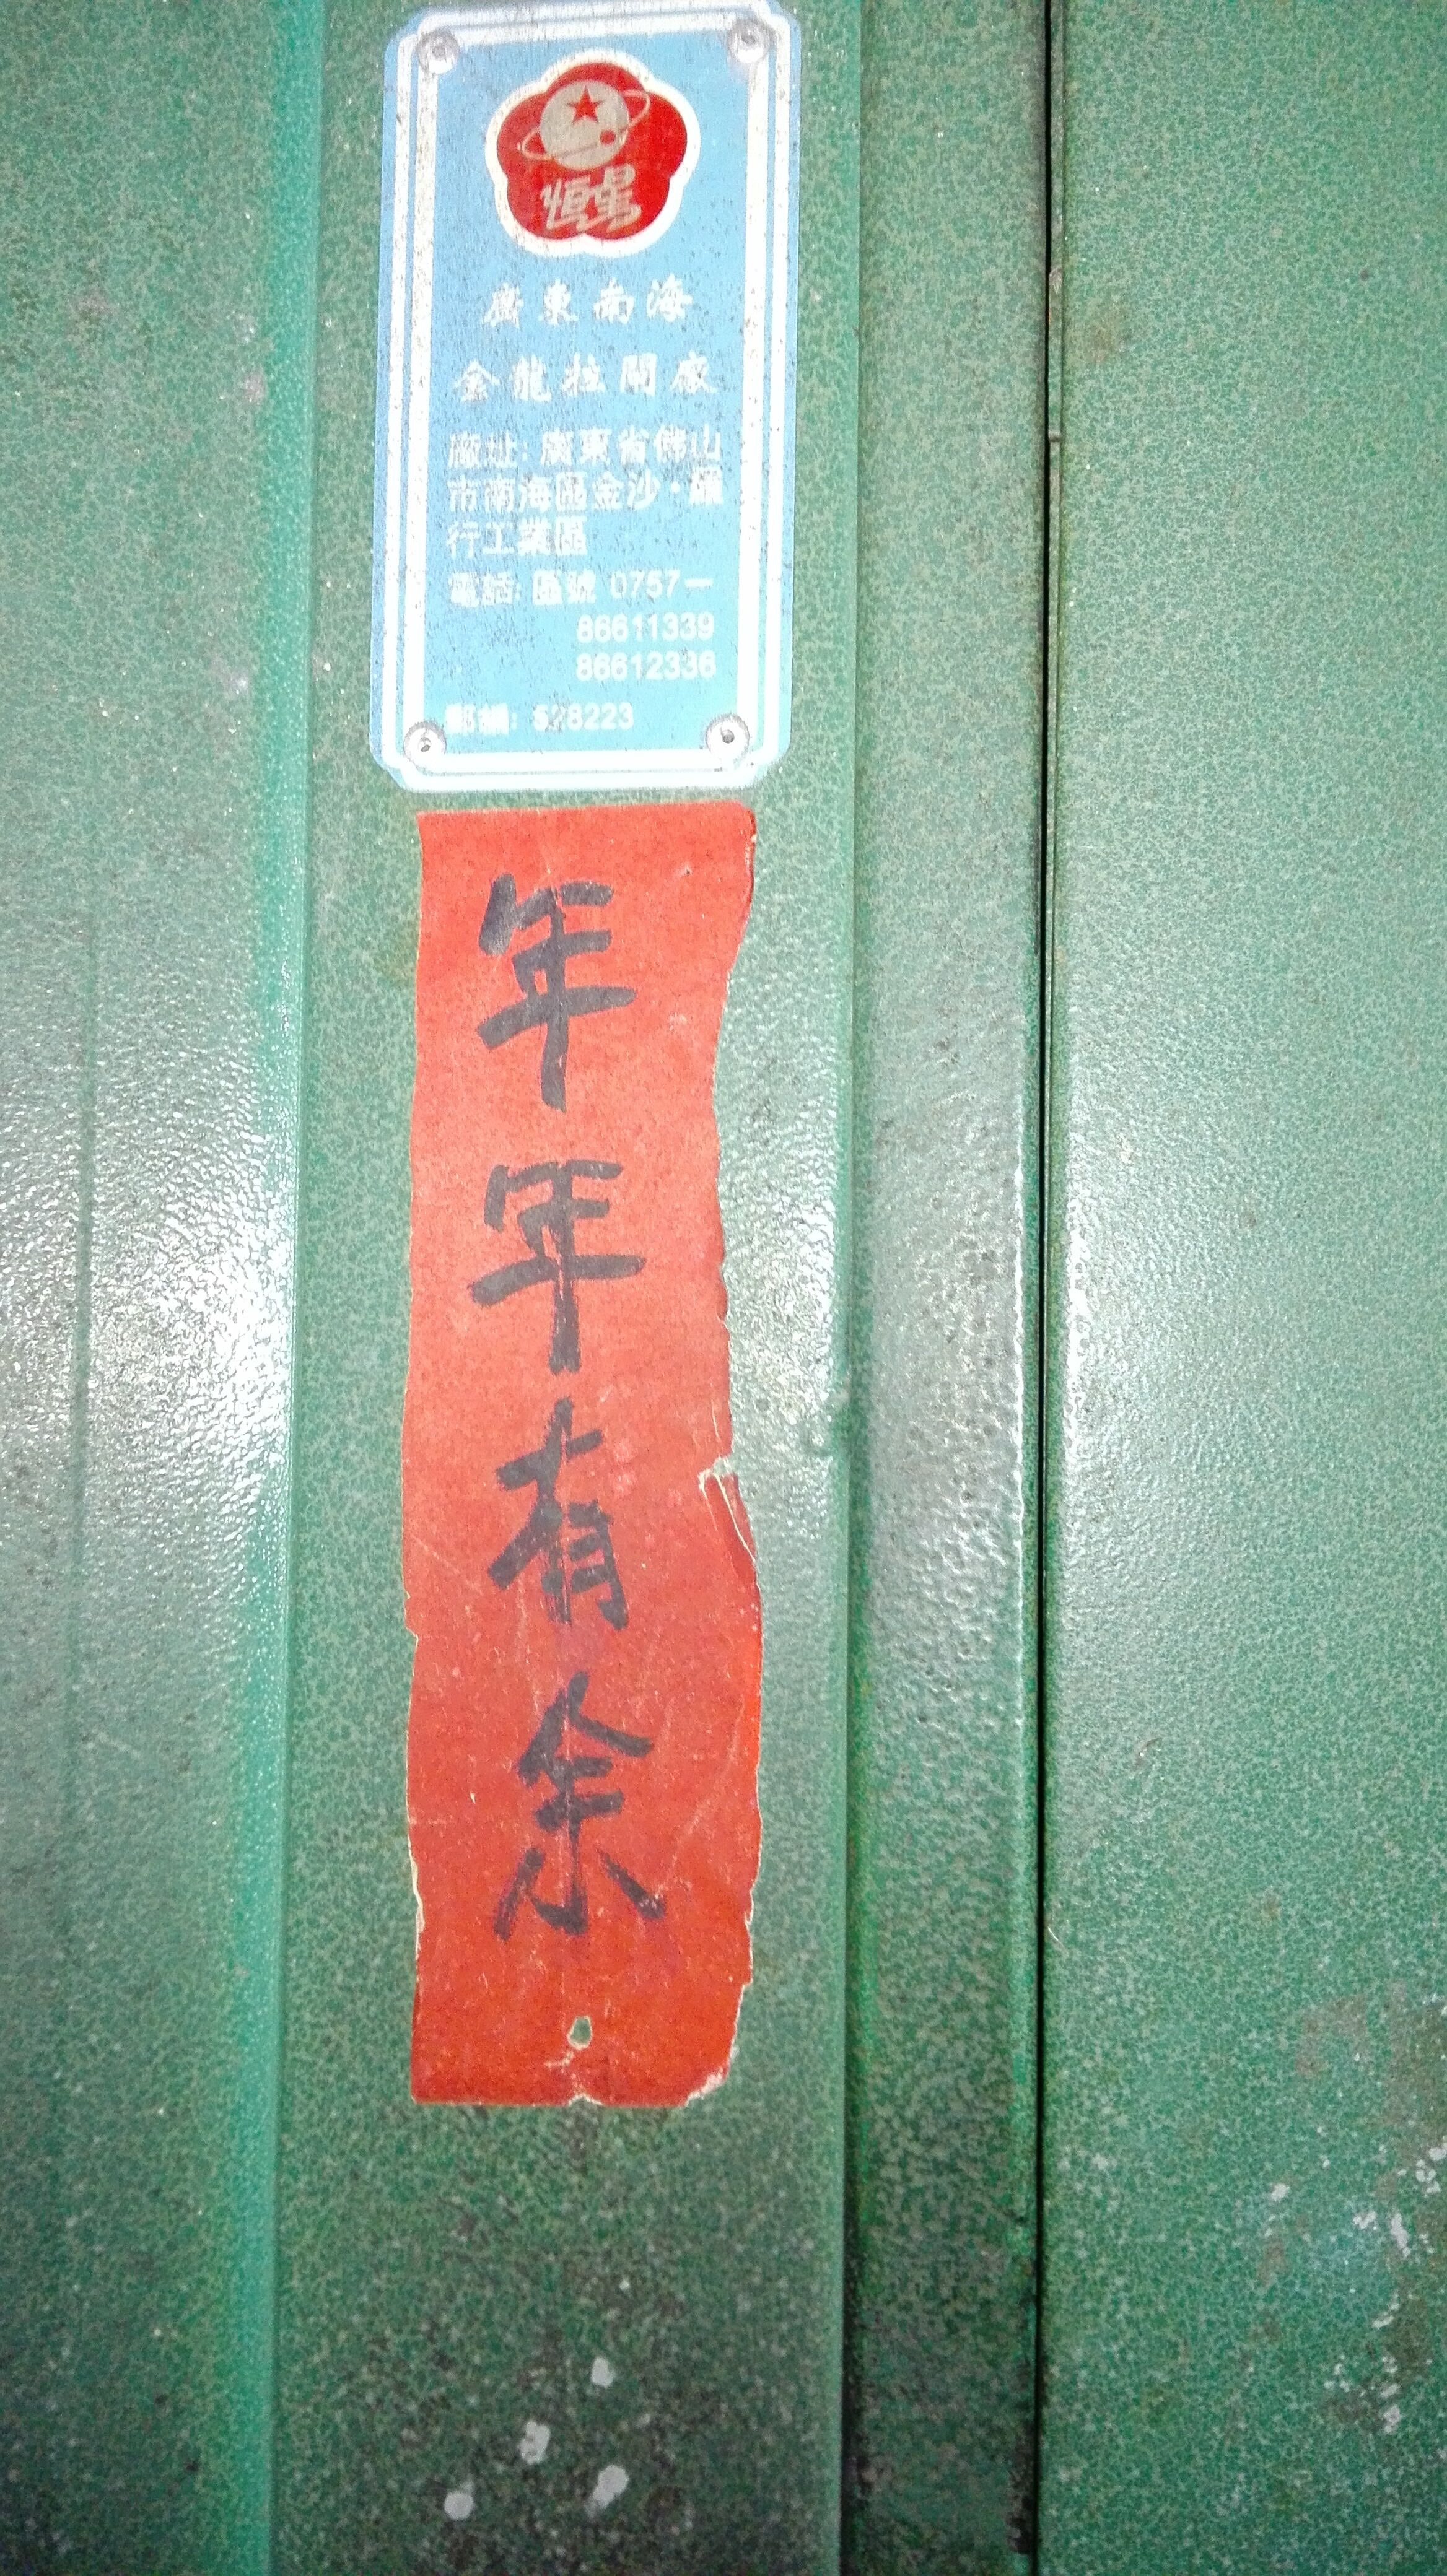 恒星
廣東南海
金龍拉閘廠
廠址:廣東省佛山
市南海區金沙·羅
行工業區
電話:區號 0757—
86611339
86612336
郵編: 528223
年年有余